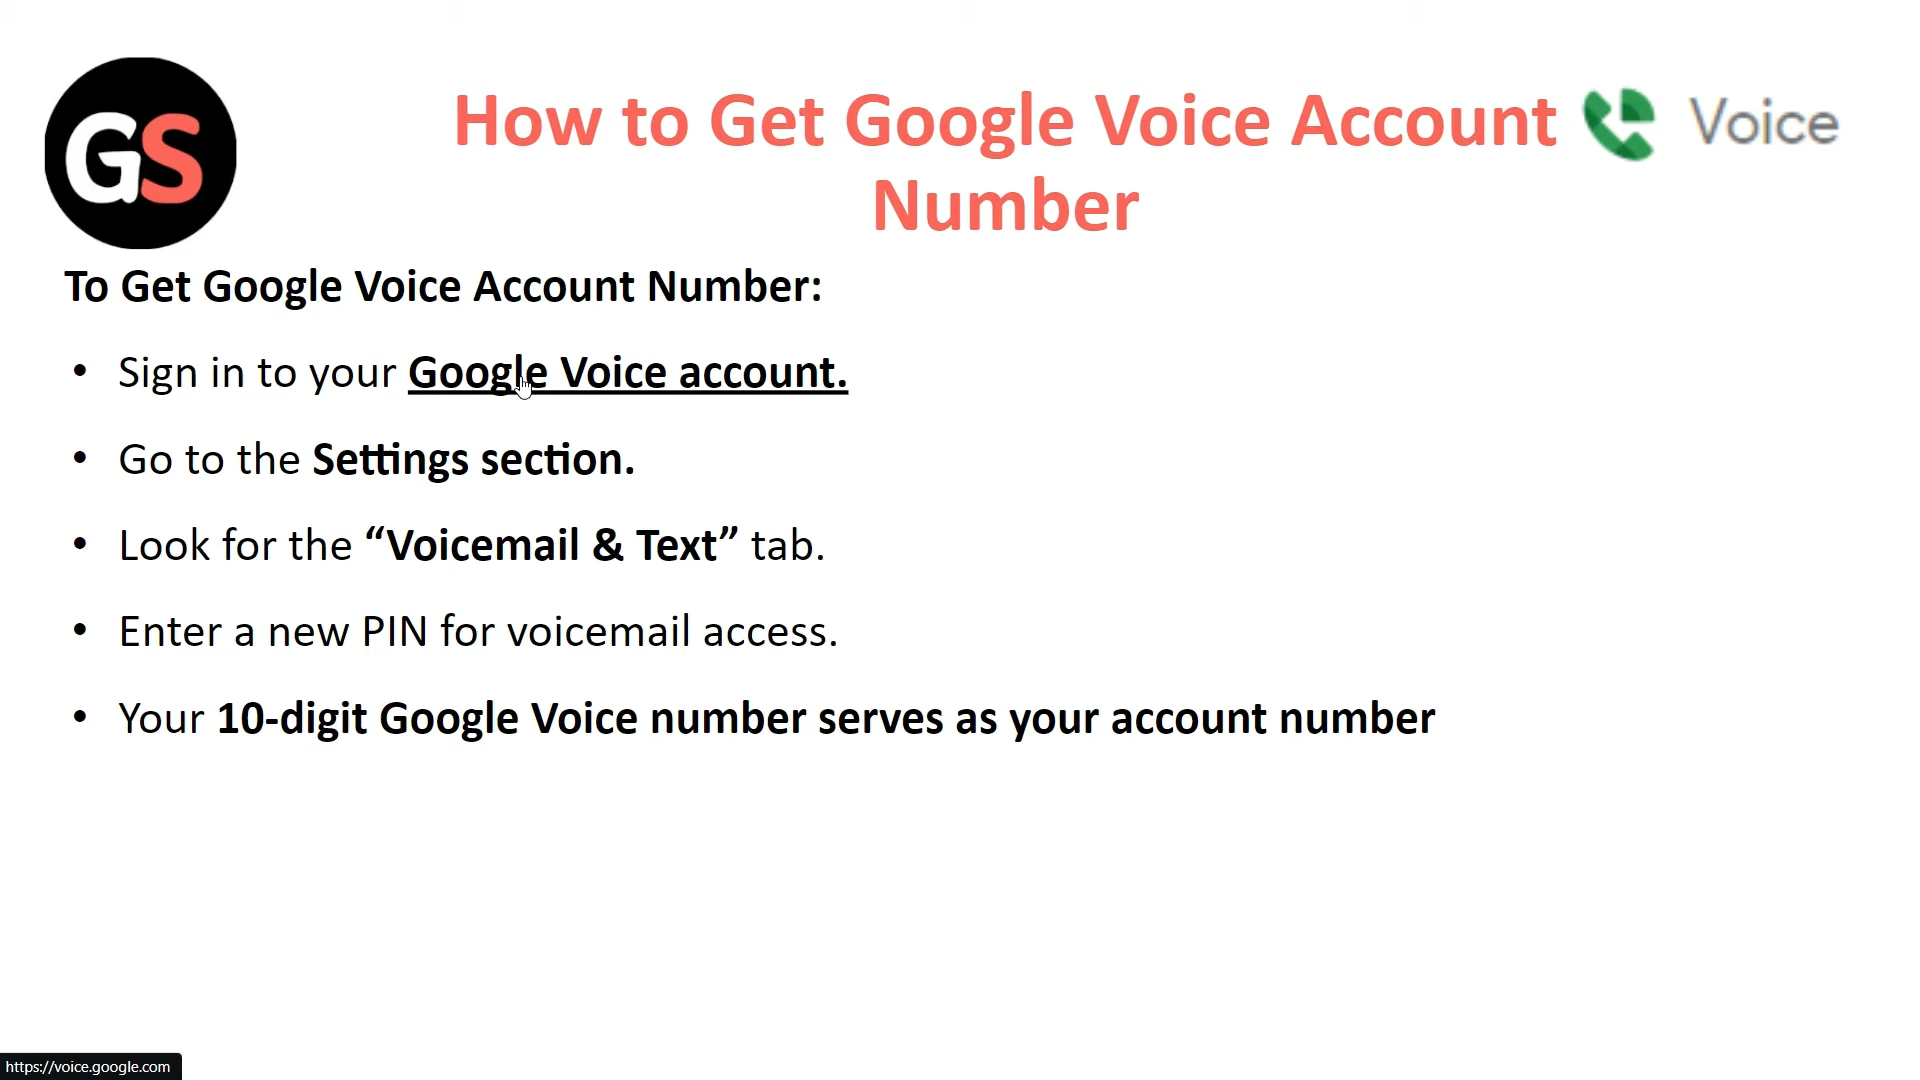 GS
How to Get Google Voice Account
Number
Voice
To Get Google Voice Account Number:
• Sign in to your Google Voice account.
• Go to the Settings section.
• Look for the “Voicemail & Text” tab.
• Enter a new PIN for voicemail access.
• Your 10-digit Google Voice number serves as your account number
https://voice.google.com